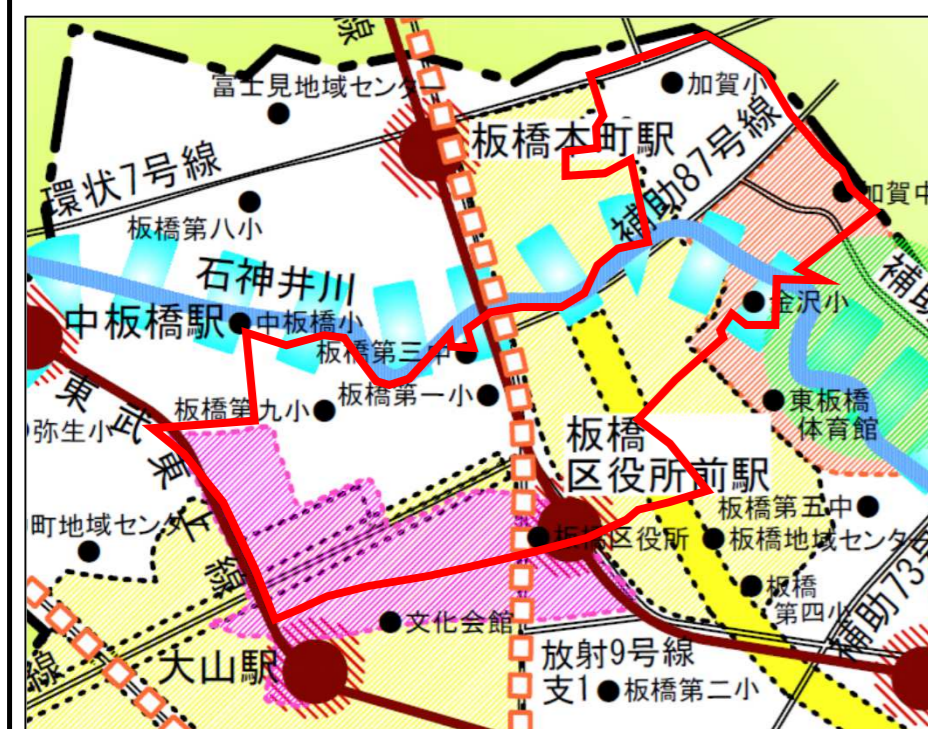 線
富士見地域センター
加賀小
板橋本町駅
環状7号線
補助87号線
加賀中
板橋第八小
石神井川
補助
金沢小
中板橋駅
中板橋小
板橋第三中
板橋第一小
板橋第九小
弥生小
東武東上線
東板橋
体育館
板橋
区役所前駅
板橋第五中
町地域センター
板橋区役所
板橋地域センター
板橋
第四小
補助73号
文化会館
大山駅
線
放射9号線
支1
板橋第二小